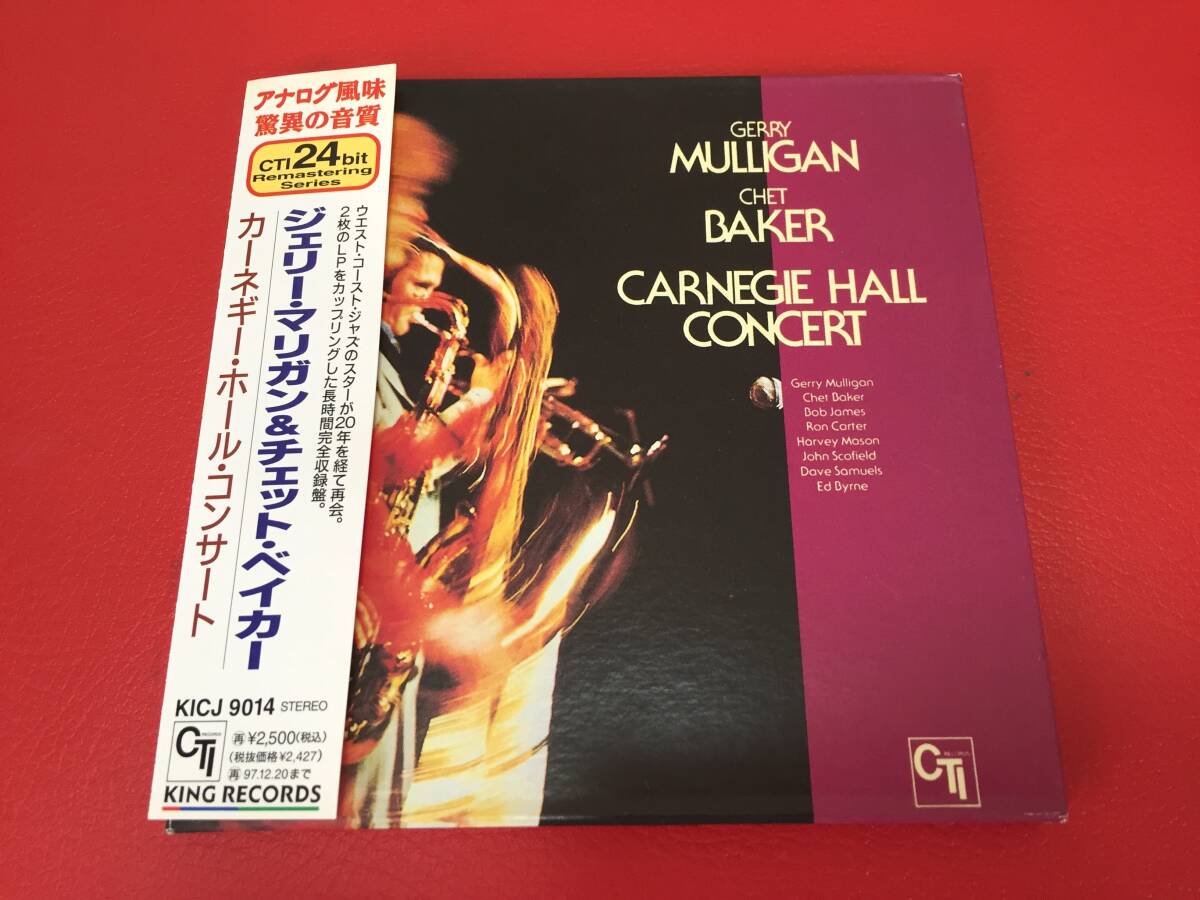 アナログ風味
驚異の音質
CTI 24bit
Remastering
Series
ウエスト・コースト・ジャズのスターが20年を経て再会。
2枚のLPをカップリングした長時間完全収録盤。
ジェリー・マリガン&チェット・ベイカー
カーネギー・ホール・コンサート
KICJ 9014 STEREO
CTI
RECORDS
再¥2,500(税込)
(税抜価格¥2,427)
再97.12.20まで
KING RECORDS
GERRY
MULLIGAN
CHET
BAKER
CARNEGIE HALL
CONCERT
Gerry Mulligan
Chet Baker
Bob James
Ron Carter
Harvey Mason
John Scofield
Dave Samuels
Ed Byrne
CTI